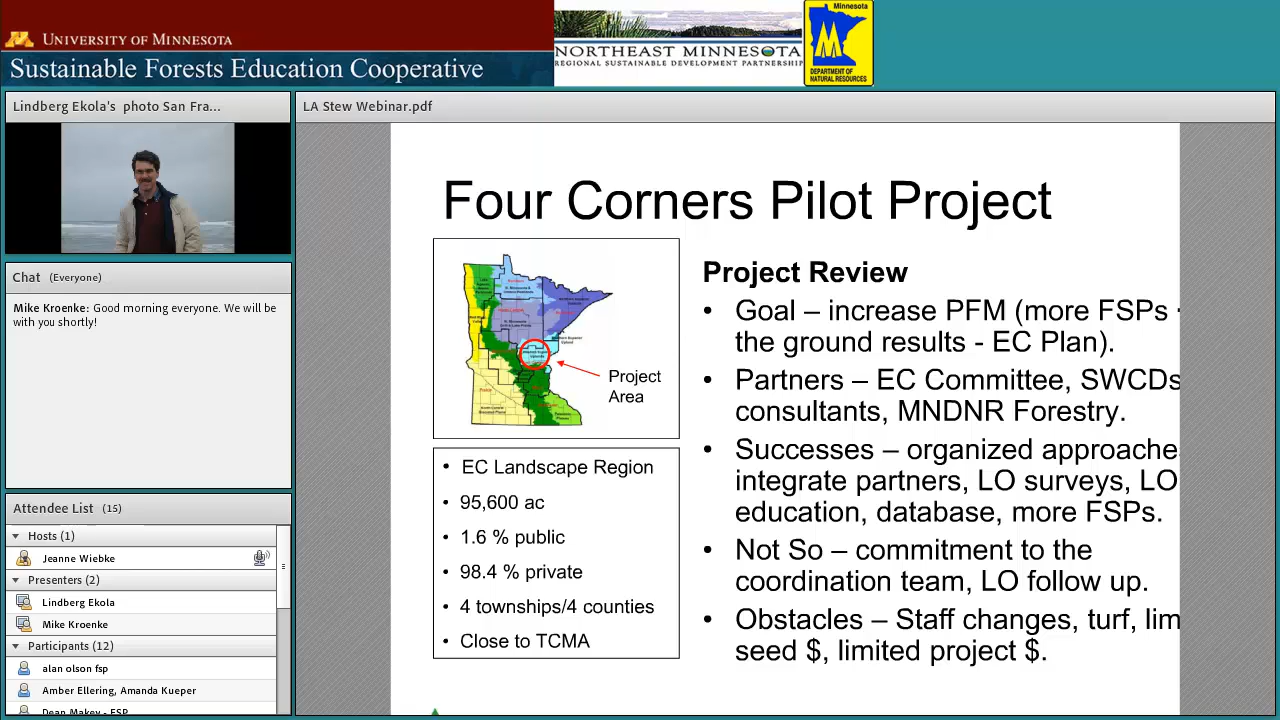 UNIVERSITY OF MINNESOTA
Sustainable Forests Education Cooperative
NORTHEAST MINNESOTA
REGIONAL SUSTAINABLE DEVELOPMENT PARTNERSHIP
Minnesota
DEPARTMENT OF
NATURAL RESOURCES
Lindberg Ekola's photo San Fra...
Chat (Everyone)
Mike Kroenke: Good morning everyone. We will be
with you shortly!
Attendee List (15)
Hosts (1)
Jeanne Wiebke
Presenters (2)
Lindberg Ekola
Mike Kroenke
Participants (12)
alan olson fsp
Amber Ellering, Amanda Kueper
Dean Makey - FSP
LA Stew Webinar.pdf
Four Corners Pilot Project
Project
Area
• EC Landscape Region
• 95,600 ac
• 1.6 % public
• 98.4 % private
• 4 townships/4 counties
• Close to TCMA
Project Review
• Goal – increase PFM (more FSPs
the ground results - EC Plan).
• Partners – EC Committee, SWCDs
consultants, MNDNR Forestry.
• Successes – organized approache
integrate partners, LO surveys, LO
education, database, more FSPs.
• Not So – commitment to the
coordination team, LO follow up.
• Obstacles – Staff changes, turf, lim
seed $, limited project $.